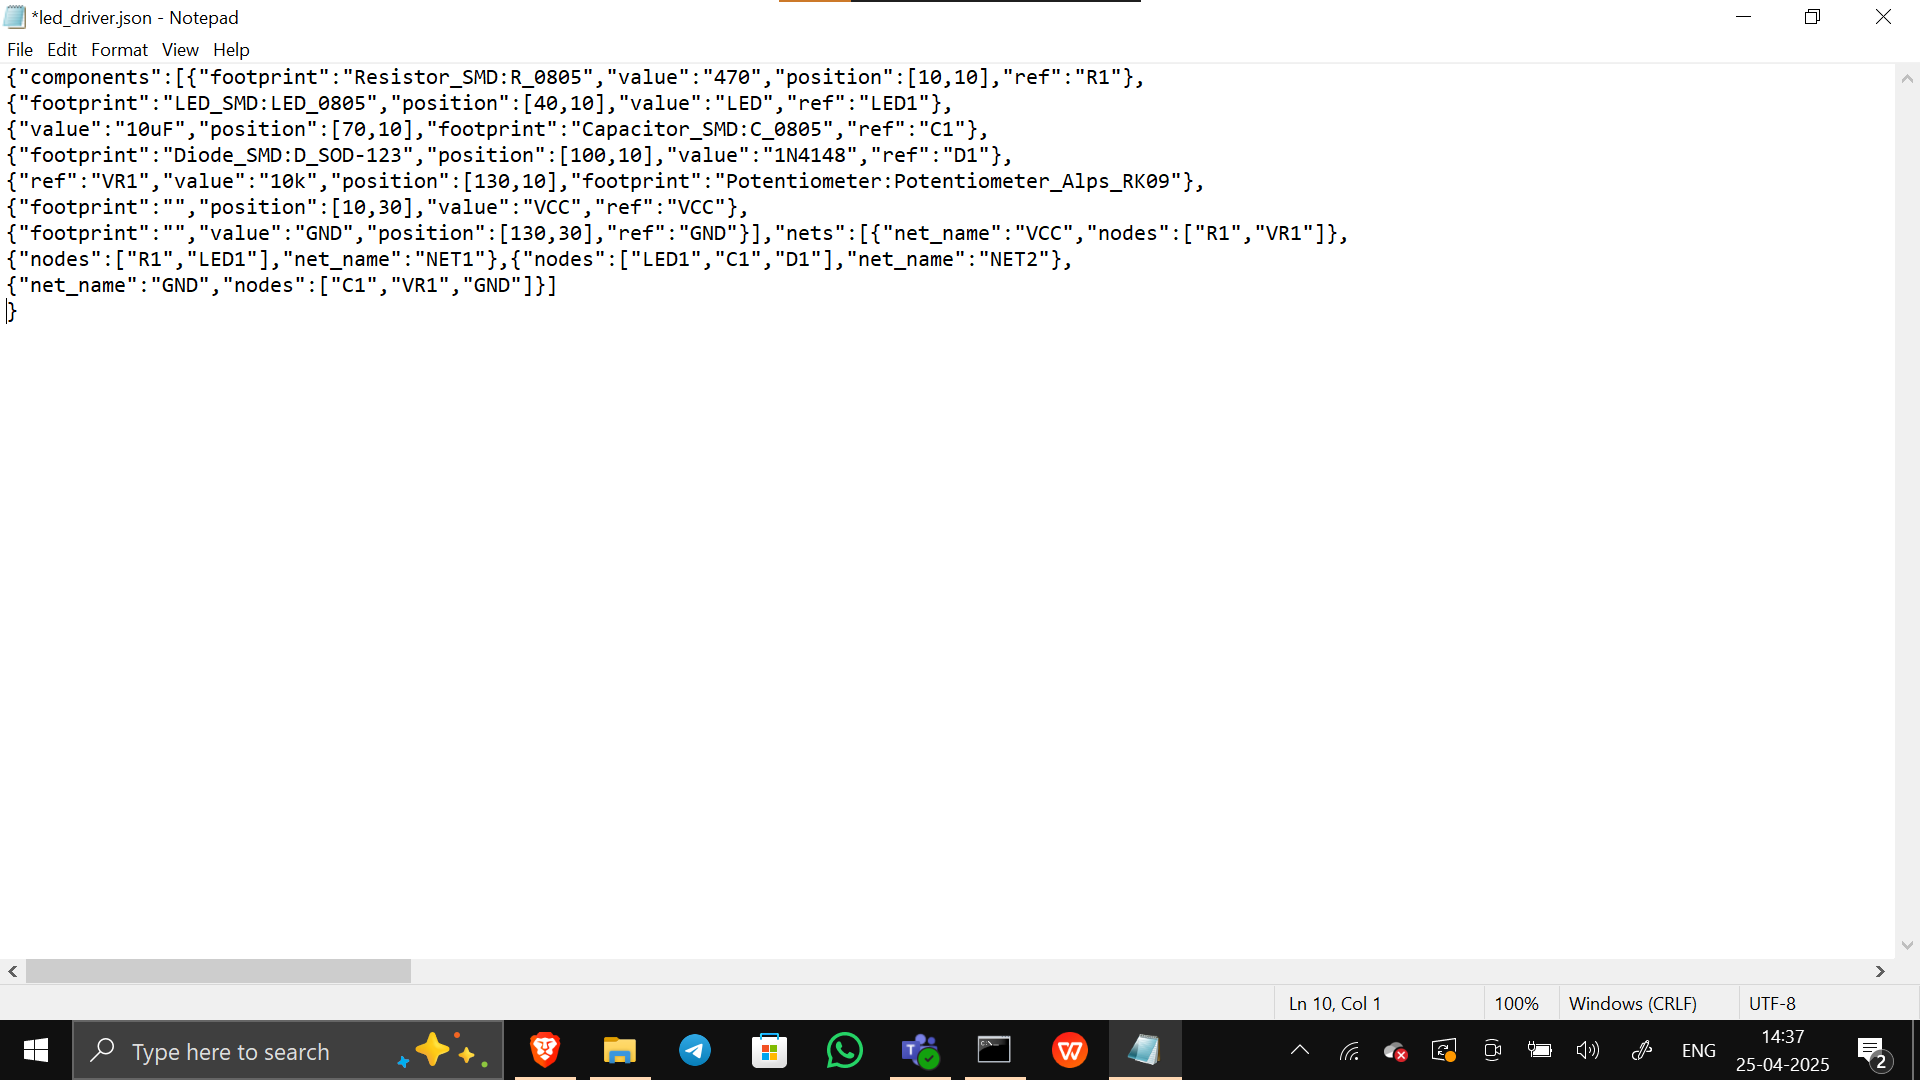 *led_driver.json - Notepad
File Edit Format View Help
{"components":[{"footprint":"Resistor_SMD:R_0805","value":"470","position":[10,10],"ref":"R1"},
{"footprint":"LED_SMD:LED_0805","position":[40,10],"value":"LED","ref":"LED1"},
{"value":"10uF","position":[70,10],"footprint":"Capacitor_SMD:C_0805","ref":"C1"},
{"footprint":"Diode_SMD:D_SOD-123","position":[100,10],"value":"1N4148","ref":"D1"},
{"ref":"VR1","value":"10k","position":[130,10],"footprint":"Potentiometer:Potentiometer_Alps_RK09"},
{"footprint":"","position":[10,30],"value":"VCC","ref":"VCC"},
{"footprint":"","value":"GND","position":[130,30],"ref":"GND"}],"nets":[{"net_name":"VCC","nodes":["R1","VR1"]},
{"nodes":["R1","LED1"],"net_name":"NET1"},{"nodes":["LED1","C1","D1"],"net_name":"NET2"},
{"net_name":"GND","nodes":["C1","VR1","GND"]}]
}
Ln 10, Col 1 100% Windows (CRLF) UTF-8
Type here to search
ENG
14:37
25-04-2025
2